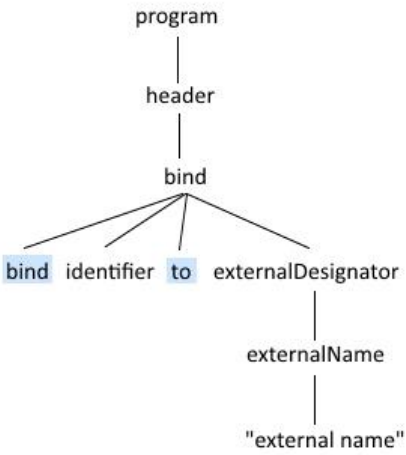 program
header
bind
bind identifier to externalDesignator
externalName
"external name"